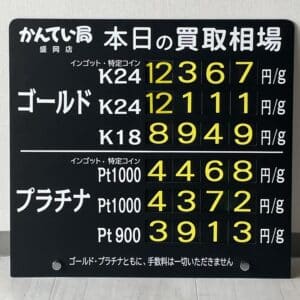 かんてい局
盛岡店
本日の買取相場
インゴット・特定コイン
K24 12367 円/g
ゴールド K24 12111 円/g
K18 8949 円/g
インゴット・特定コイン
Pt1000 4468 円/g
プラチナ Pt1000 4372 円/g
Pt900 3913 円/g
ゴールド・プラチナともに、手数料は一切いただきません